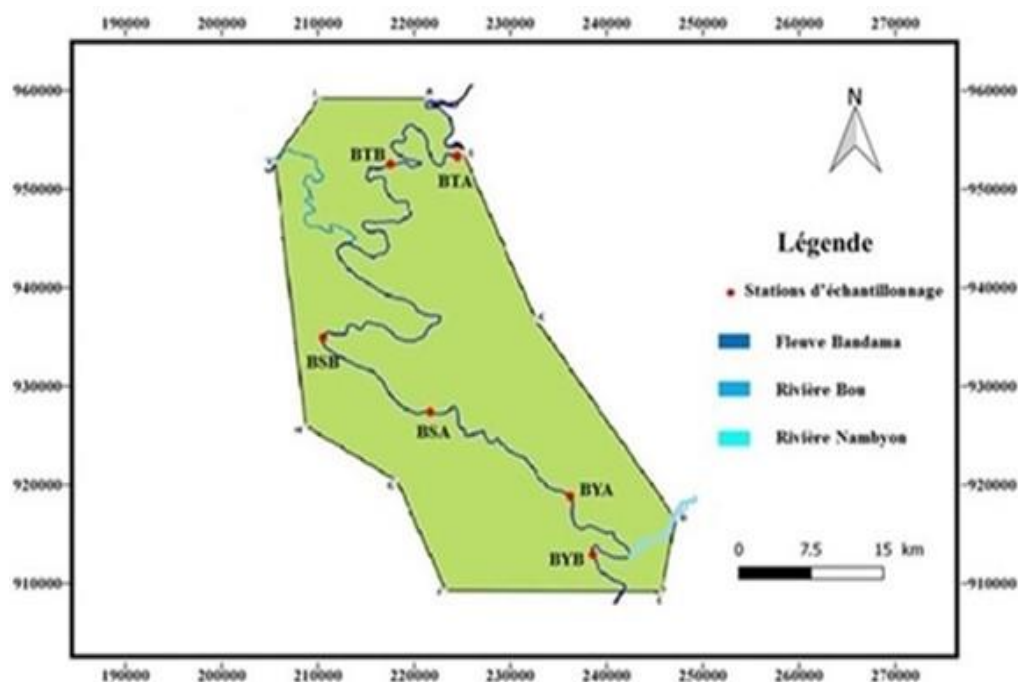 190000 200000 210000 220000 230000 240000 250000 260000 270000
960000 960000
N
BTB
BTA
950000 950000
Légende
940000 940000
Stations d'échantillonnage
Fleuve Bandama
BSB
930000 930000
Rivière Bou
BSA
Rivière Nambyon
920000 920000
BYA
BYB
0 7.5 15 km
910000 910000
190000 200000 210000 220000 230000 240000 250000 260000 270000